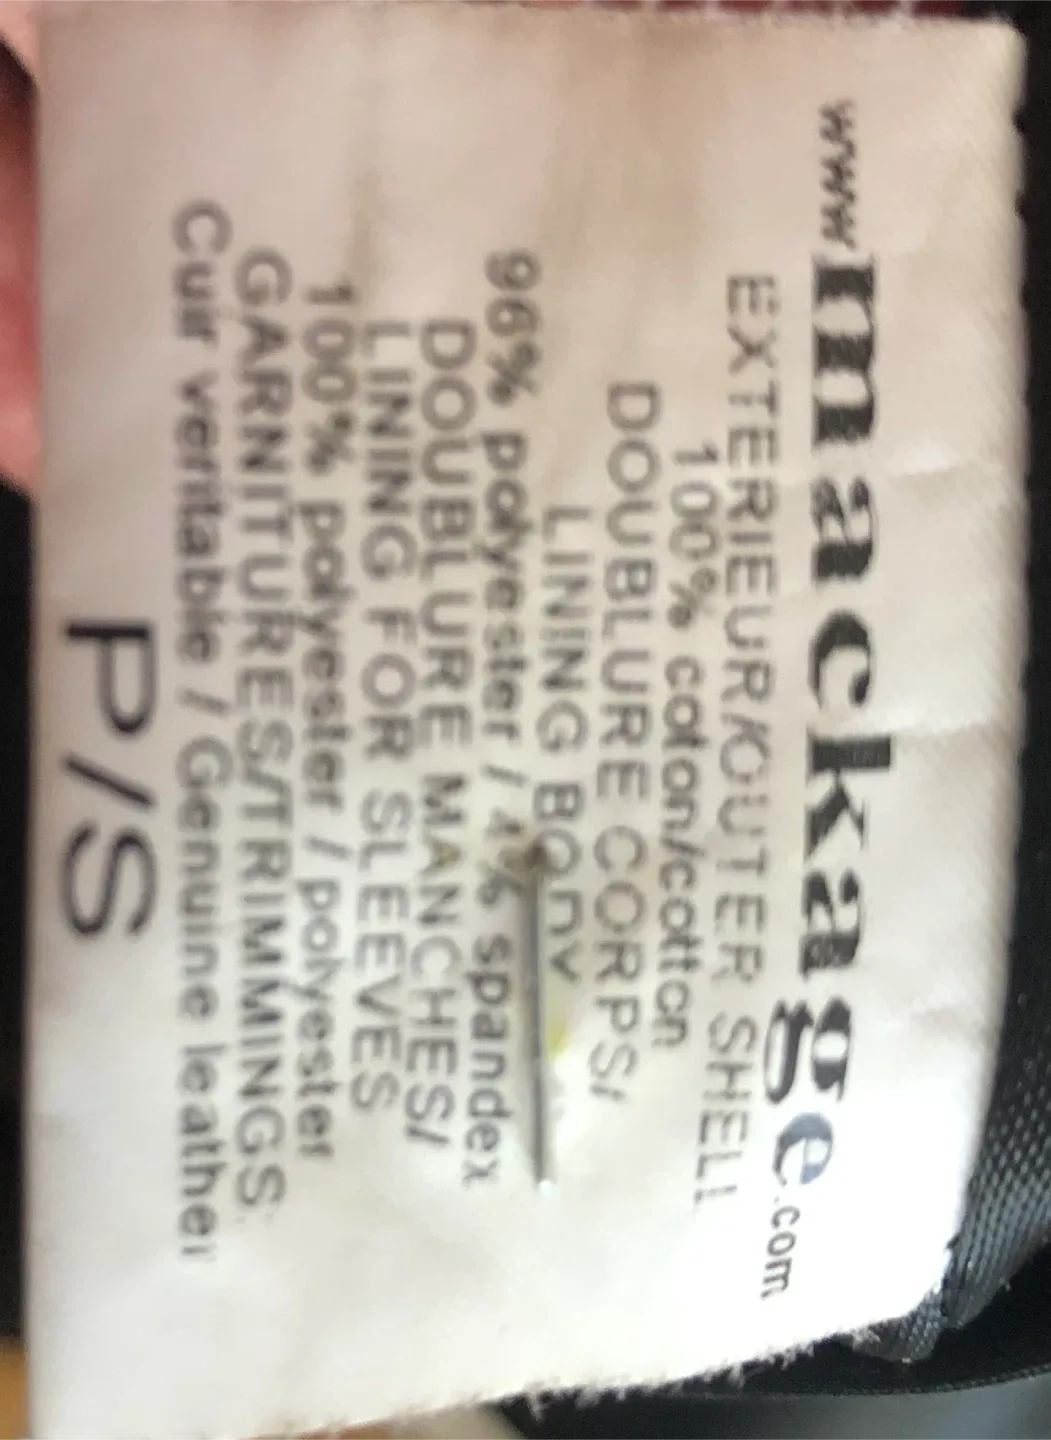 www.mackage.com
EXTERIEUR/OUTER SHELL
100% coton/cotton
DOUBLURE CORPS/
LINING BODY
96% polyester / 4% spandex
DOUBLURE MANCHES/
LINING FOR SLEEVES
100% polyester / polyester
GARNITURES/TRIMMINGS
Cuir veritable / Genuine leather
P/S